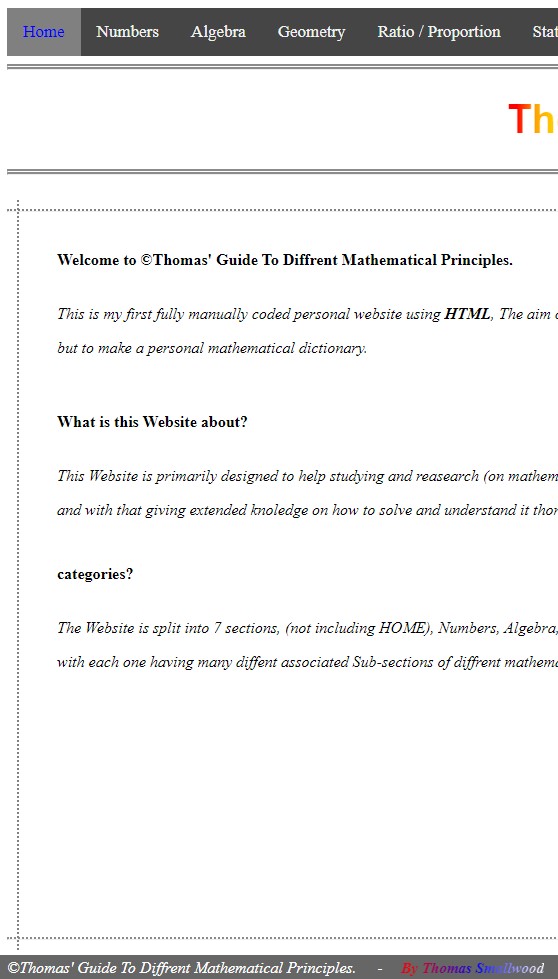 Home Numbers Algebra Geometry Ratio / Proportion Stat
Th
Welcome to ©Thomas' Guide To Diffrent Mathematical Principles.
This is my first fully manually coded personal website using HTML, The aim
but to make a personal mathematical dictionary.
What is this Website about?
This Website is primarily designed to help studying and reasearch (on mathem
and with that giving extended knoledge on how to solve and understand it thor
categories?
The Website is split into 7 sections, (not including HOME), Numbers, Algebra,
with each one having many diffent associated Sub-sections of diffrent mathema
©Thomas' Guide To Diffrent Mathematical Principles. - By Thomas Smallwood